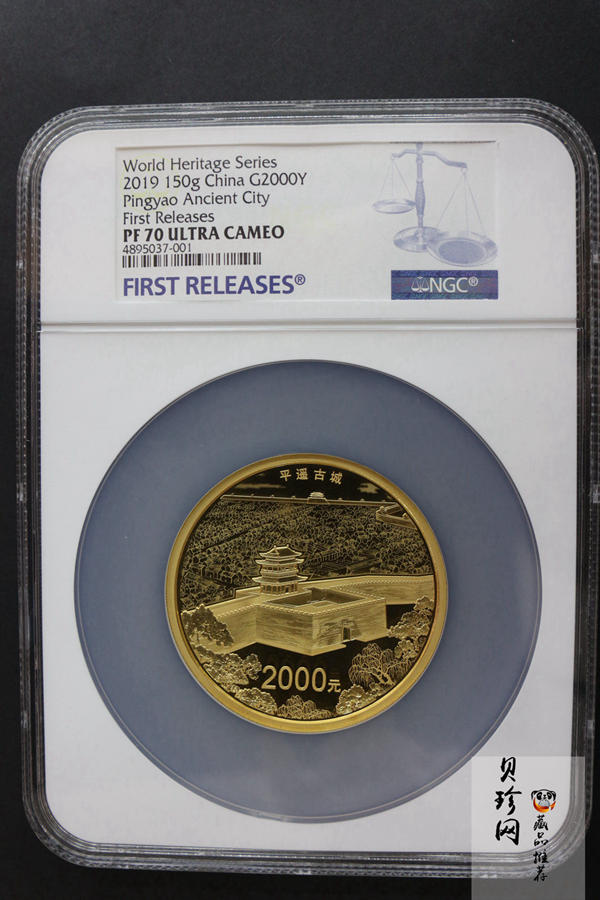 World Heritage Series
2019 150g China G2000Y
Pingyao Ancient City
First Releases
PF 70 ULTRA CAMEO
4895037-001
FIRST RELEASES®
NGC®
平遥古城
2000元
贝珍网
藏品推荐